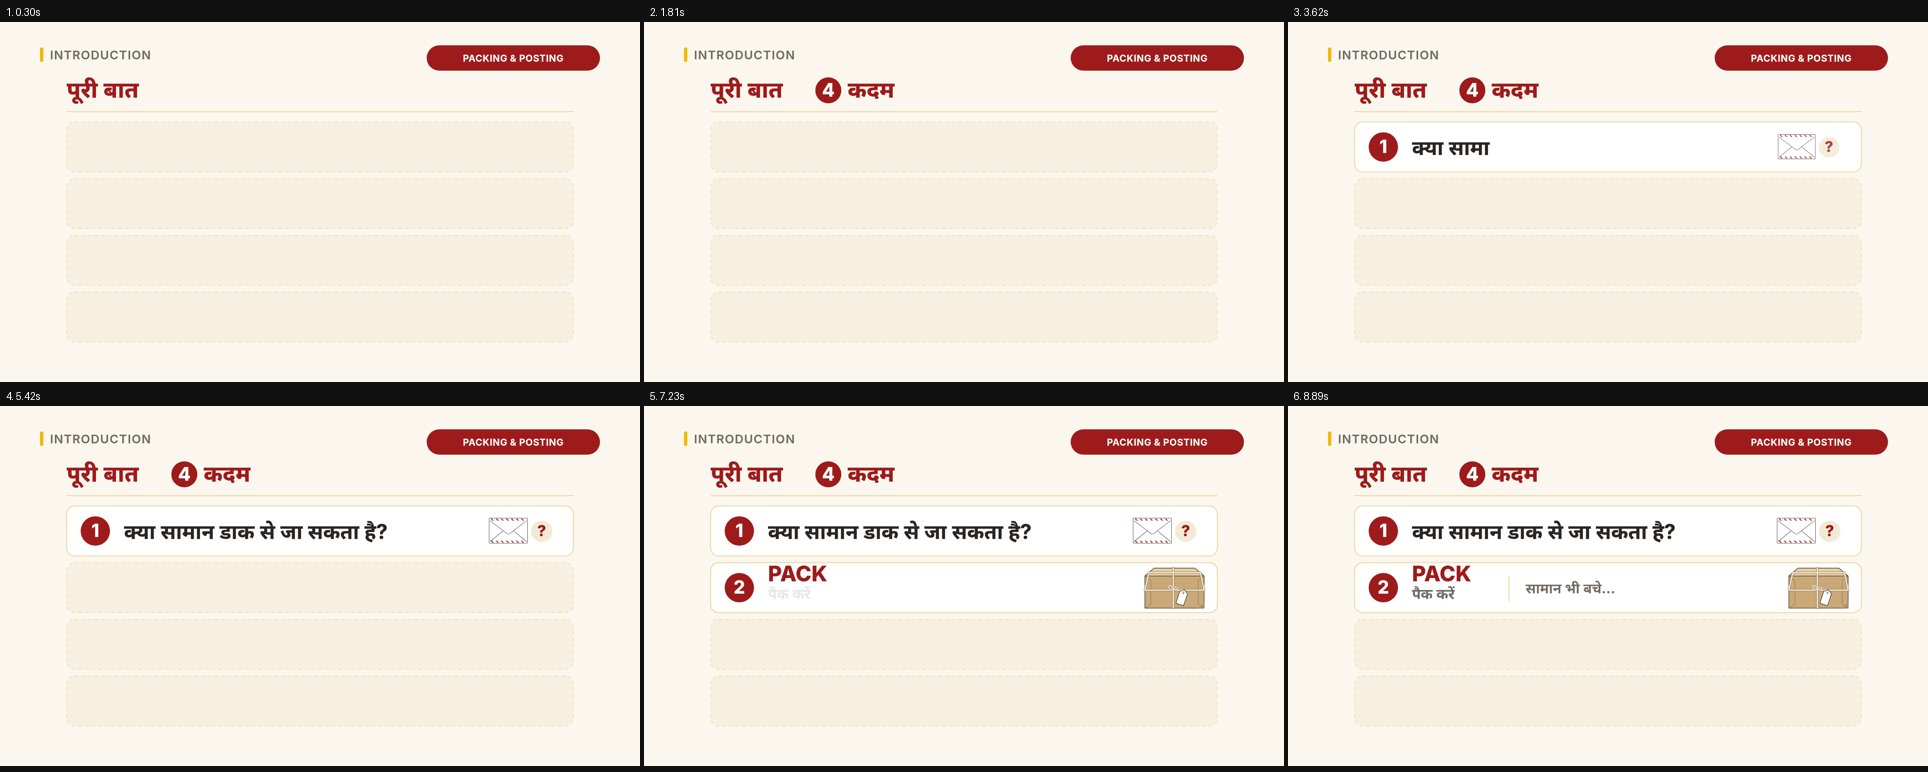 1. 0.30s
INTRODUCTION
PACKING & POSTING
पूरी बात
2. 1.81s
INTRODUCTION
PACKING & POSTING
पूरी बात 4 कदम
3. 3.62s
INTRODUCTION
PACKING & POSTING
पूरी बात 4 कदम
1 क्या सामा ?
4. 5.42s
INTRODUCTION
PACKING & POSTING
पूरी बात 4 कदम
1 क्या सामान डाक से जा सकता है? ?
5. 7.23s
INTRODUCTION
PACKING & POSTING
पूरी बात 4 कदम
1 क्या सामान डाक से जा सकता है? ?
2 PACK
पैक करें
6. 8.89s
INTRODUCTION
PACKING & POSTING
पूरी बात 4 कदम
1 क्या सामान डाक से जा सकता है? ?
2 PACK
पैक करें
सामान भी बचे...